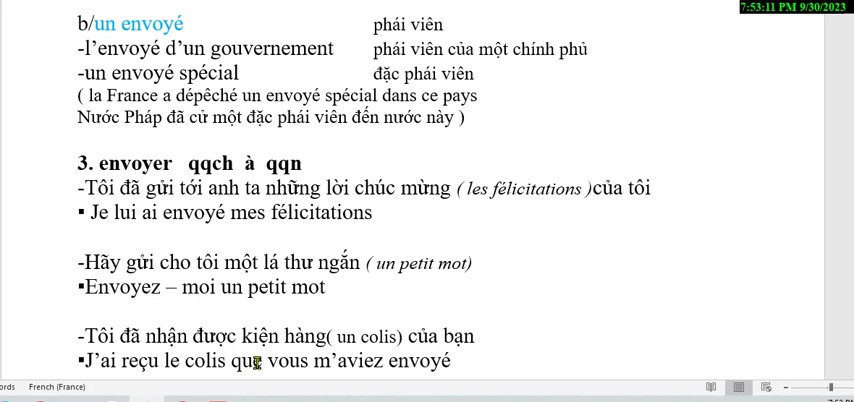 7:53:11 PM 9/30/2023
b/un envoyé phái viên
-l’envoyé d’un gouvernement phái viên của một chính phủ
-un envoyé spécial đặc phái viên
( la France a dépêché un envoyé spécial dans ce pays
Nước Pháp đã cử một đặc phái viên đến nước này )
3. envoyer qqch à qqn
-Tôi đã gửi tới anh ta những lời chúc mừng ( les félicitations )của tôi
▪ Je lui ai envoyé mes félicitations
-Hãy gửi cho tôi một lá thư ngắn ( un petit mot)
▪Envoyez – moi un petit mot
-Tôi đã nhận được kiện hàng( un colis) của bạn
▪J’ai reçu le colis que vous m’aviez envoyé
French (France)